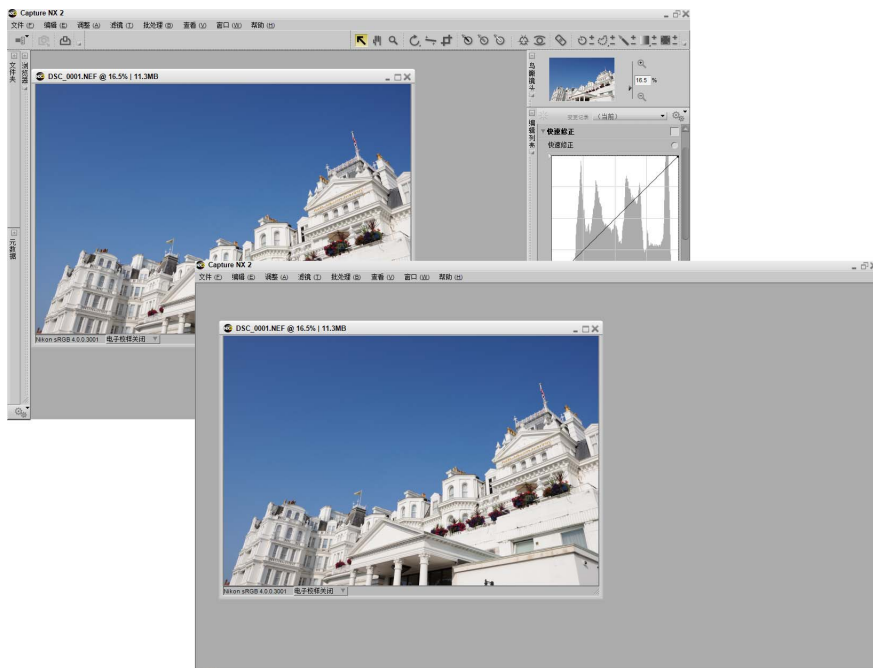 Capture NX 2
文件 (F) 编辑 (E) 调整 (A) 滤镜 (T) 批处理 (B) 查看 (V) 窗口 (W) 帮助 (H)
文件夹
浏览器
元数据
DSC_0001.NEF @ 16.5% | 11.3MB
Nikon sRGB 4.0.0.3001 电子校样关闭
鸟瞰镜头
16.5 %
编辑列表
(当前)
快速修正
快速修正
Capture NX 2
文件 (F) 编辑 (E) 调整 (A) 滤镜 (T) 批处理 (B) 查看 (V) 窗口 (W) 帮助 (H)
DSC_0001.NEF @ 16.5% | 11.3MB
Nikon sRGB 4.0.0.3001 电子校样关闭